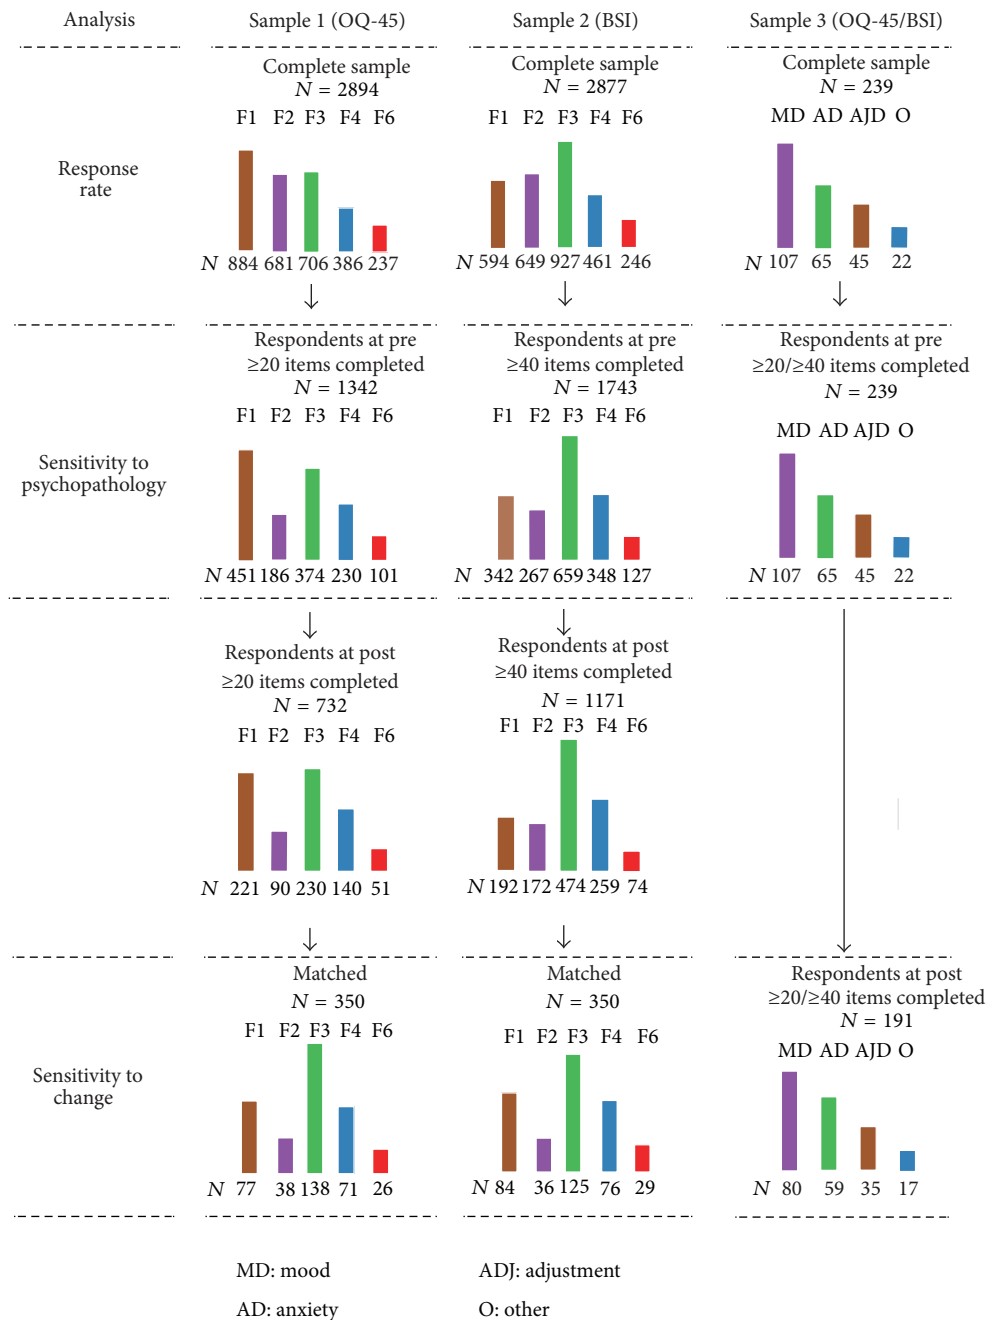 Analysis
Sample 1 (OQ-45)
Sample 2 (BSI)
Sample 3 (OQ-45/BSI)
Response
rate
Complete sample
N = 2894
F1 F2 F3 F4 F6
N 884 681 706 386 237
Complete sample
N = 2877
F1 F2 F3 F4 F6
N 594 649 927 461 246
Complete sample
N = 239
MD AD AJD O
N 107 65 45 22
Sensitivity to
psychopathology
Respondents at pre
≥20 items completed
N = 1342
F1 F2 F3 F4 F6
N 451 186 374 230 101
Respondents at pre
≥40 items completed
N = 1743
F1 F2 F3 F4 F6
N 342 267 659 348 127
Respondents at pre
≥20/≥40 items completed
N = 239
MD AD AJD O
N 107 65 45 22
Respondents at post
≥20 items completed
N = 732
F1 F2 F3 F4 F6
N 221 90 230 140 51
Respondents at post
≥40 items completed
N = 1171
F1 F2 F3 F4 F6
N 192 172 474 259 74
Sensitivity to
change
Matched
N = 350
F1 F2 F3 F4 F6
N 77 38 138 71 26
Matched
N = 350
F1 F2 F3 F4 F6
N 84 36 125 76 29
Respondents at post
≥20/≥40 items completed
N = 191
MD AD AJD O
N 80 59 35 17
MD: mood
ADJ: adjustment
AD: anxiety
O: other